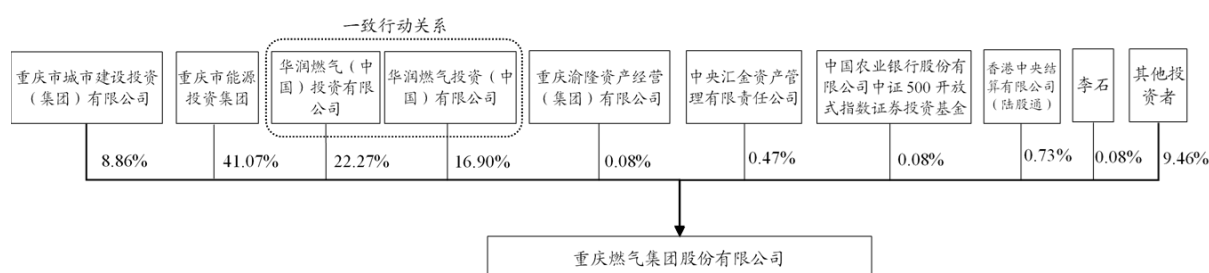 一致行动关系
重庆市城市建设投资
（集团）有限公司
重庆市能源
投资集团
华润燃气（中
国）投资有限
公司
华润燃气投资（中
国）有限公司
重庆渝隆资产经营
（集团）有限公司
中央汇金资产管
理有限责任公司
中国农业银行股份有
限公司中证500开放
式指数证券投资基金
香港中央结
算有限公司
（陆股通）
李石
其他投
资者
8.86%
41.07%
22.27%
16.90%
0.08%
0.47%
0.08%
0.73%
0.08%
9.46%
重庆燃气集团股份有限公司